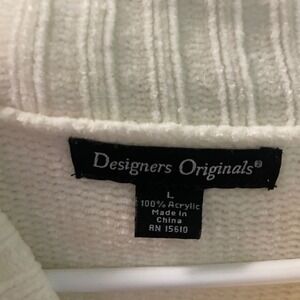 Designers Originals®
L
100% Acrylic
Made in
China
RN 15610